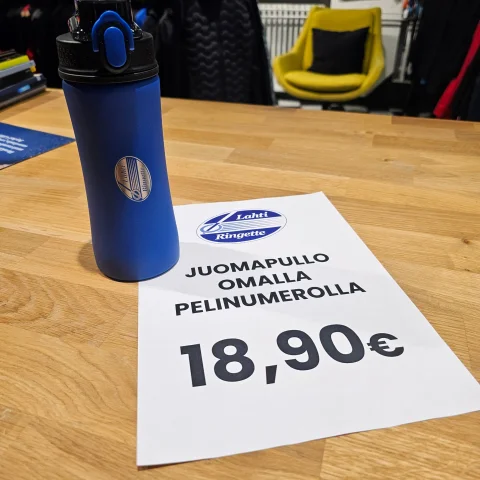 Lahti
Ringette
JUOMAPULLO
OMALLA
PELINUMEROLLA
18,90€